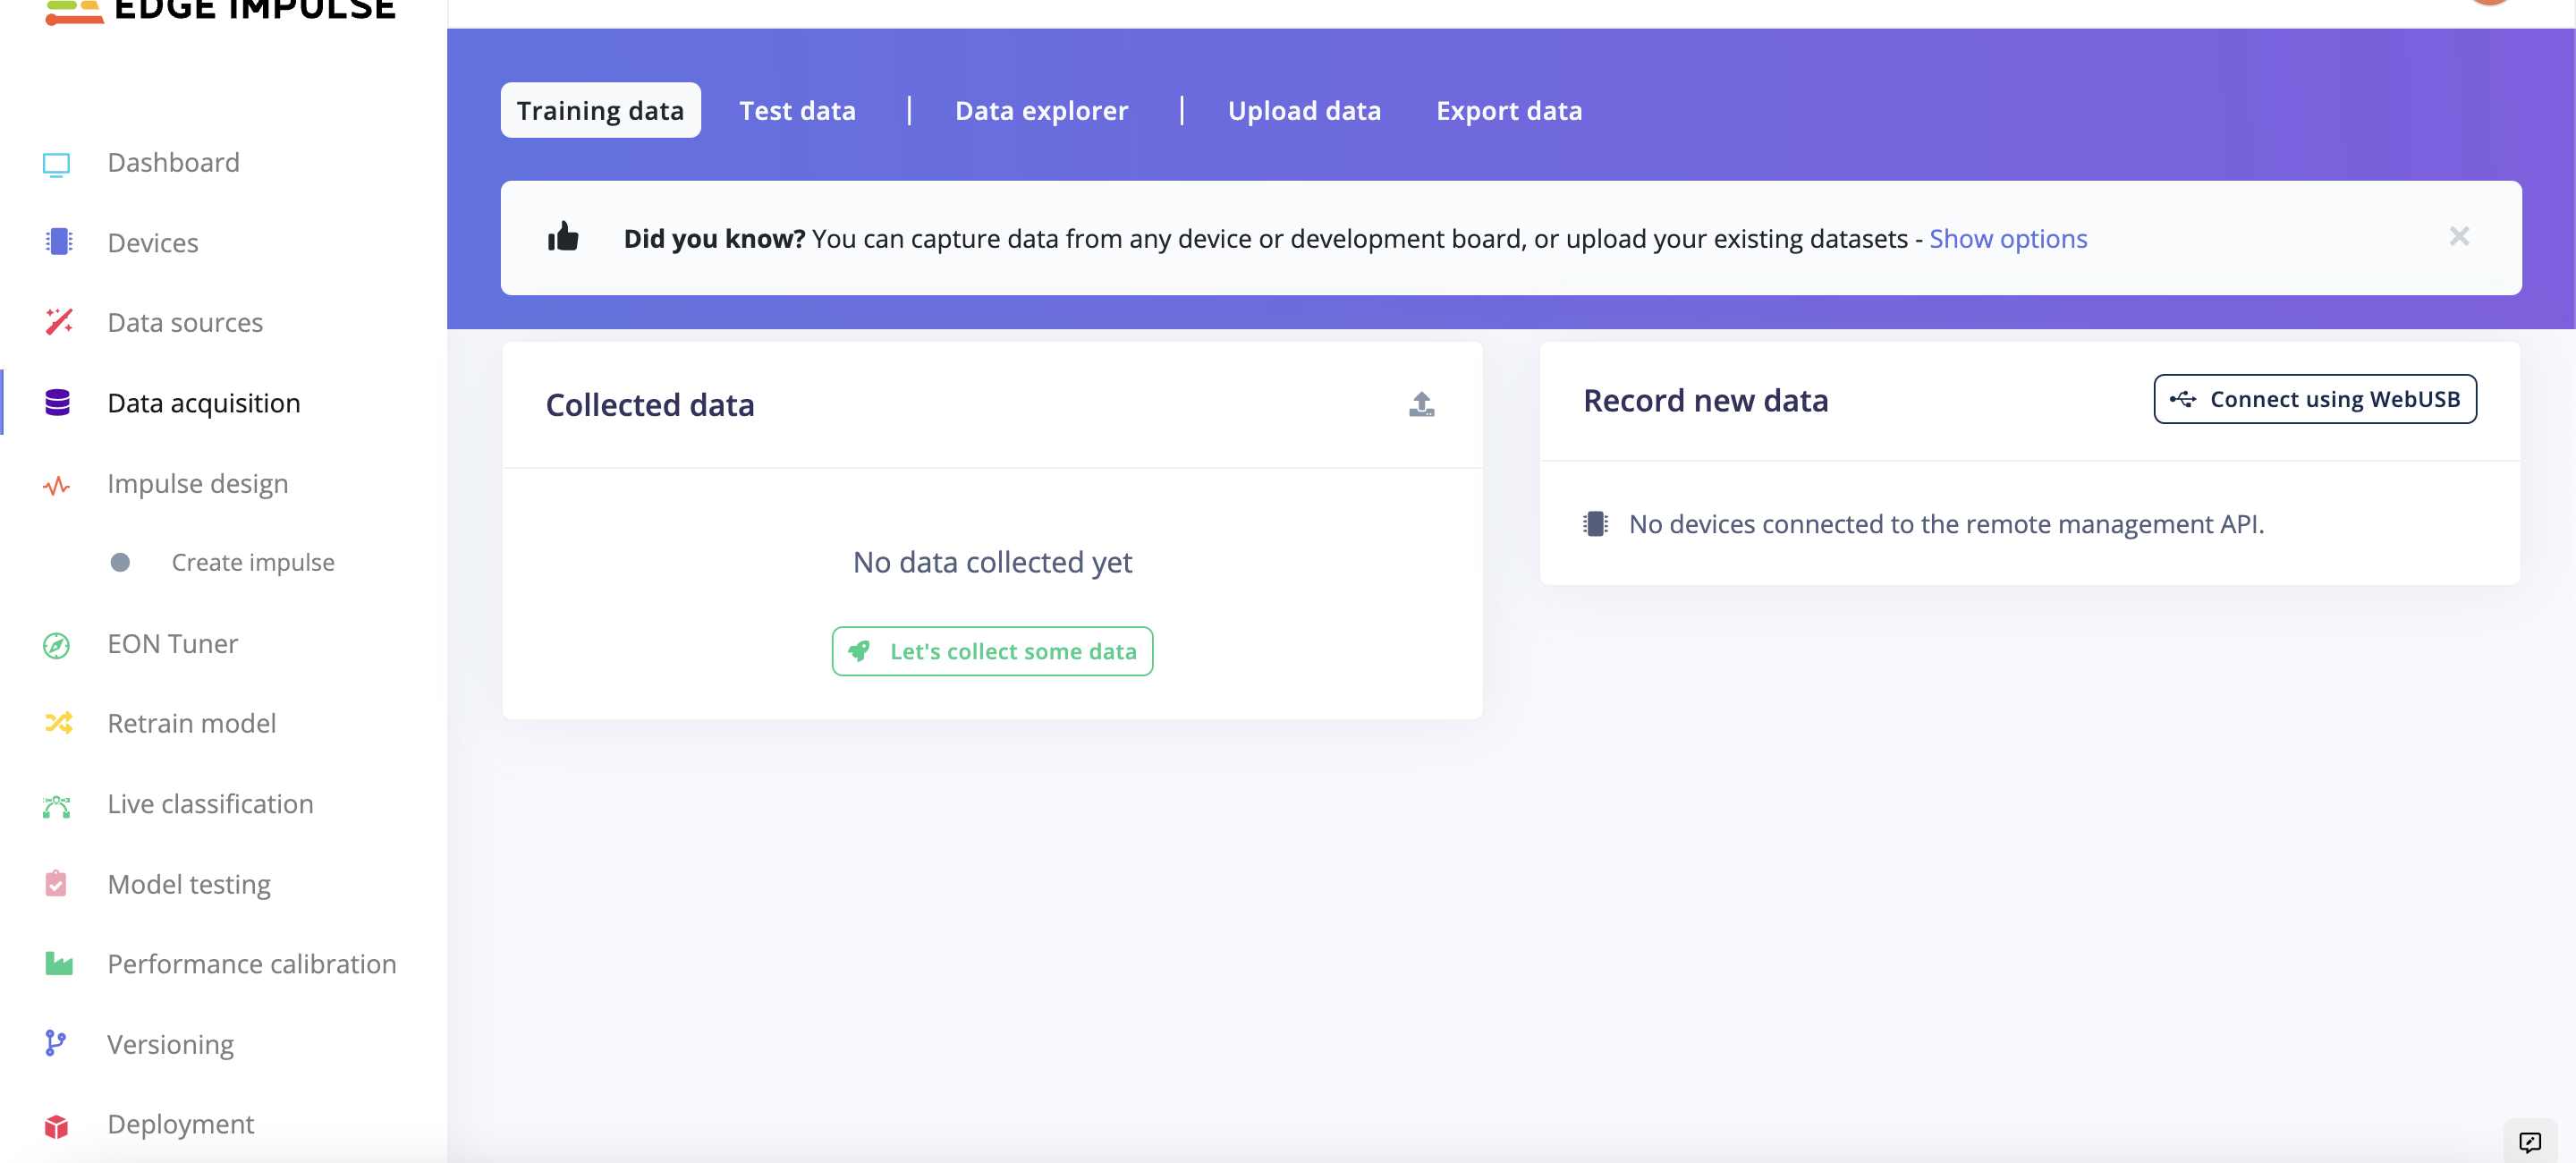 EDGE IMPULSE
Dashboard
Devices
Data sources
Data acquisition
Impulse design
Create impulse
EON Tuner
Retrain model
Live classification
Model testing
Performance calibration
Versioning
Deployment
Training data
Test data
Data explorer
Upload data
Export data
Did you know? You can capture data from any device or development board, or upload your existing datasets - Show options
Collected data
No data collected yet
Let's collect some data
Record new data
Connect using WebUSB
No devices connected to the remote management API.